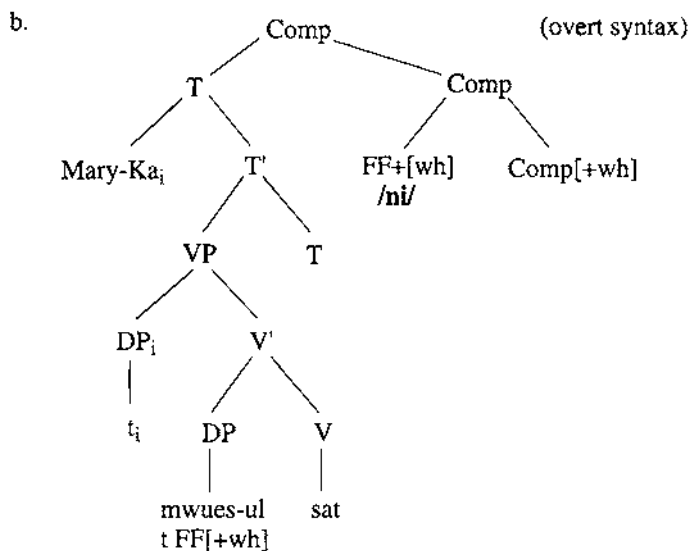 b. Comp (overt syntax)
T Comp
Mary-Ka_i T' FF+[wh] Comp[+wh]
/ni/
VP T
DP_i V'
t_i DP V
mwues-ul sat
t FF[+wh]